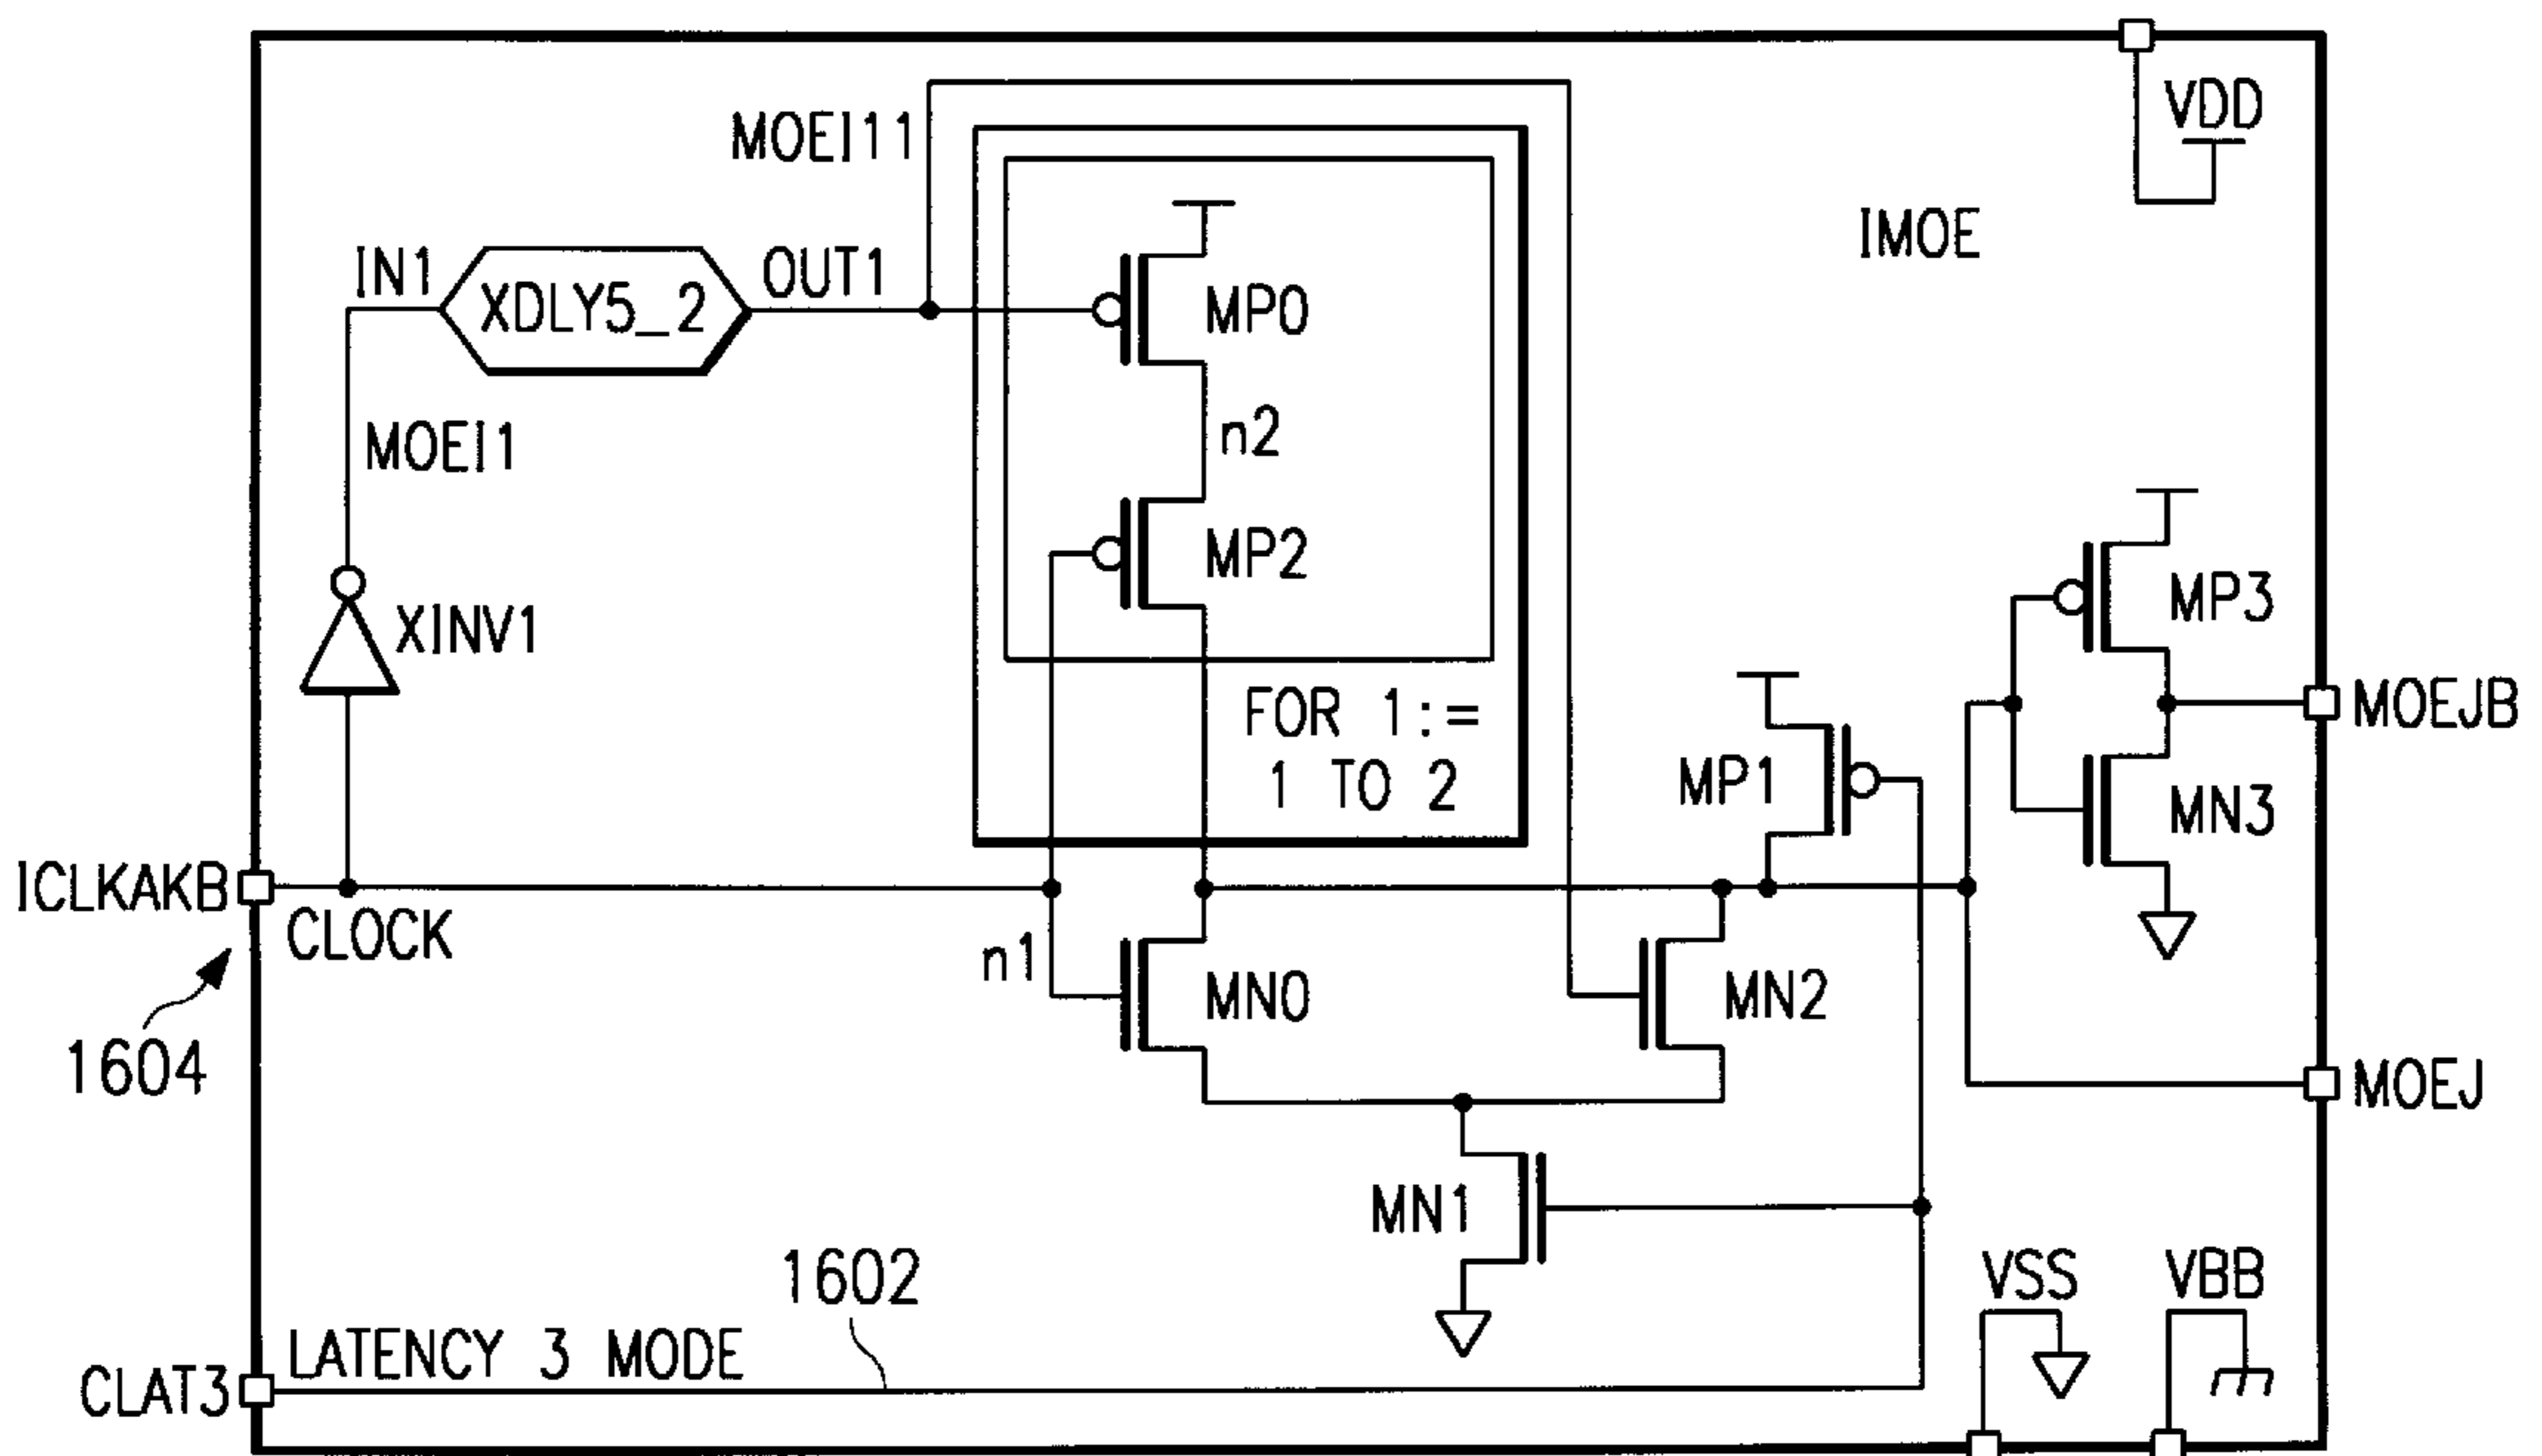 VDD
MOEI11
IMOE
IN1
XDLY5_2
OUT1
MP0
n2
MOEI1
MP2
MP3
XINV1
FOR 1:=
1 TO 2
MOEJB
MP1
MN3
ICLKAKB
CLOCK
n1
MN0
MN2
1604
MOEJ
MN1
1602
VSS
VBB
LATENCY 3 MODE
CLAT3